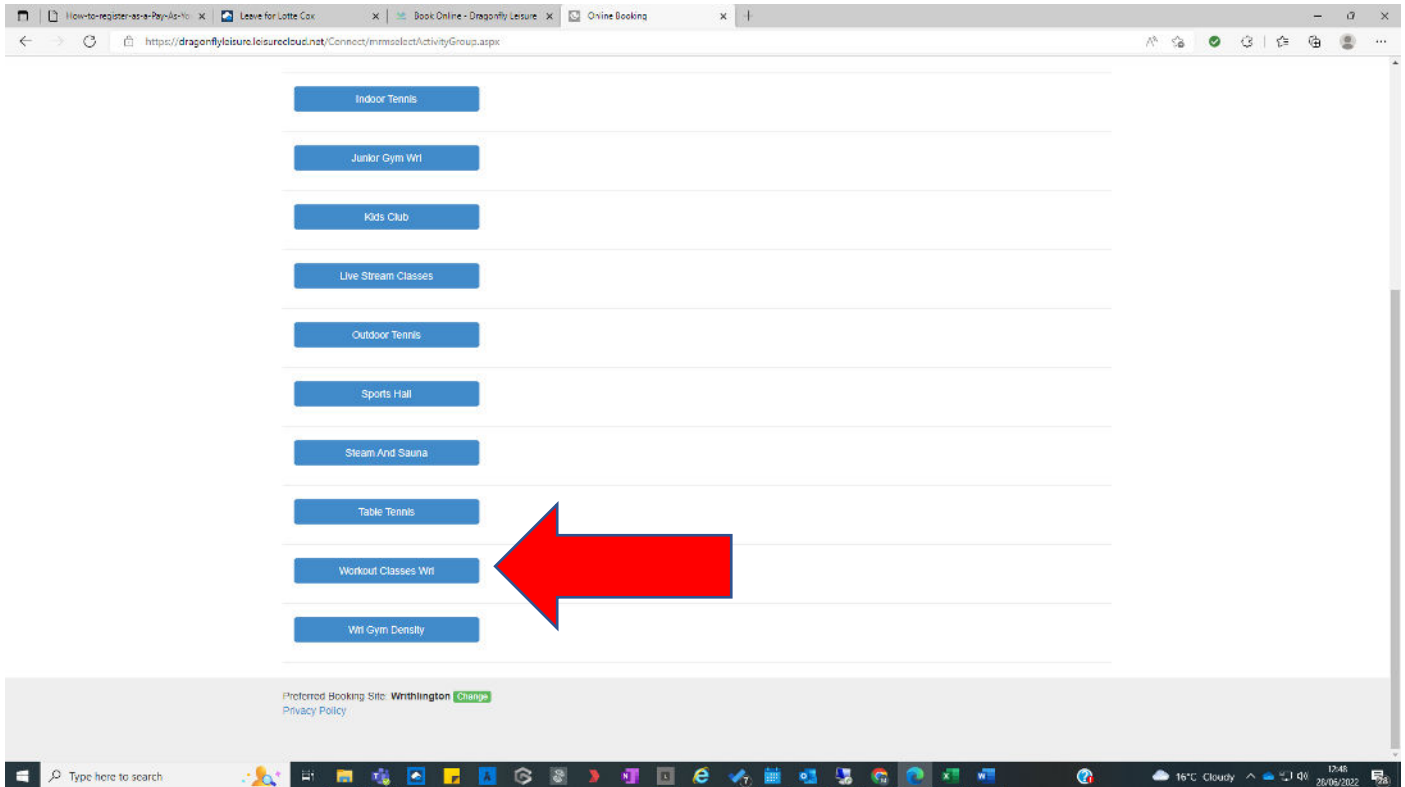 How-to-register-as-a-Pay-As-Yo
Leave for Lotte Cox
Book Online - Dragonfly Leisure
Online Booking
https://dragonflyleisure.leisurecloud.net/Connect/mrmselectActivityGroup.aspx
Indoor Tennis
Junior Gym Wri
Kids Club
Live Stream Classes
Outdoor Tennis
Sports Hall
Steam And Sauna
Table Tennis
Workout Classes Wri
Wri Gym Density
Preferred Booking Site: Writhlington Change
Privacy Policy
Type here to search
16°C Cloudy
12:48
28/06/2022